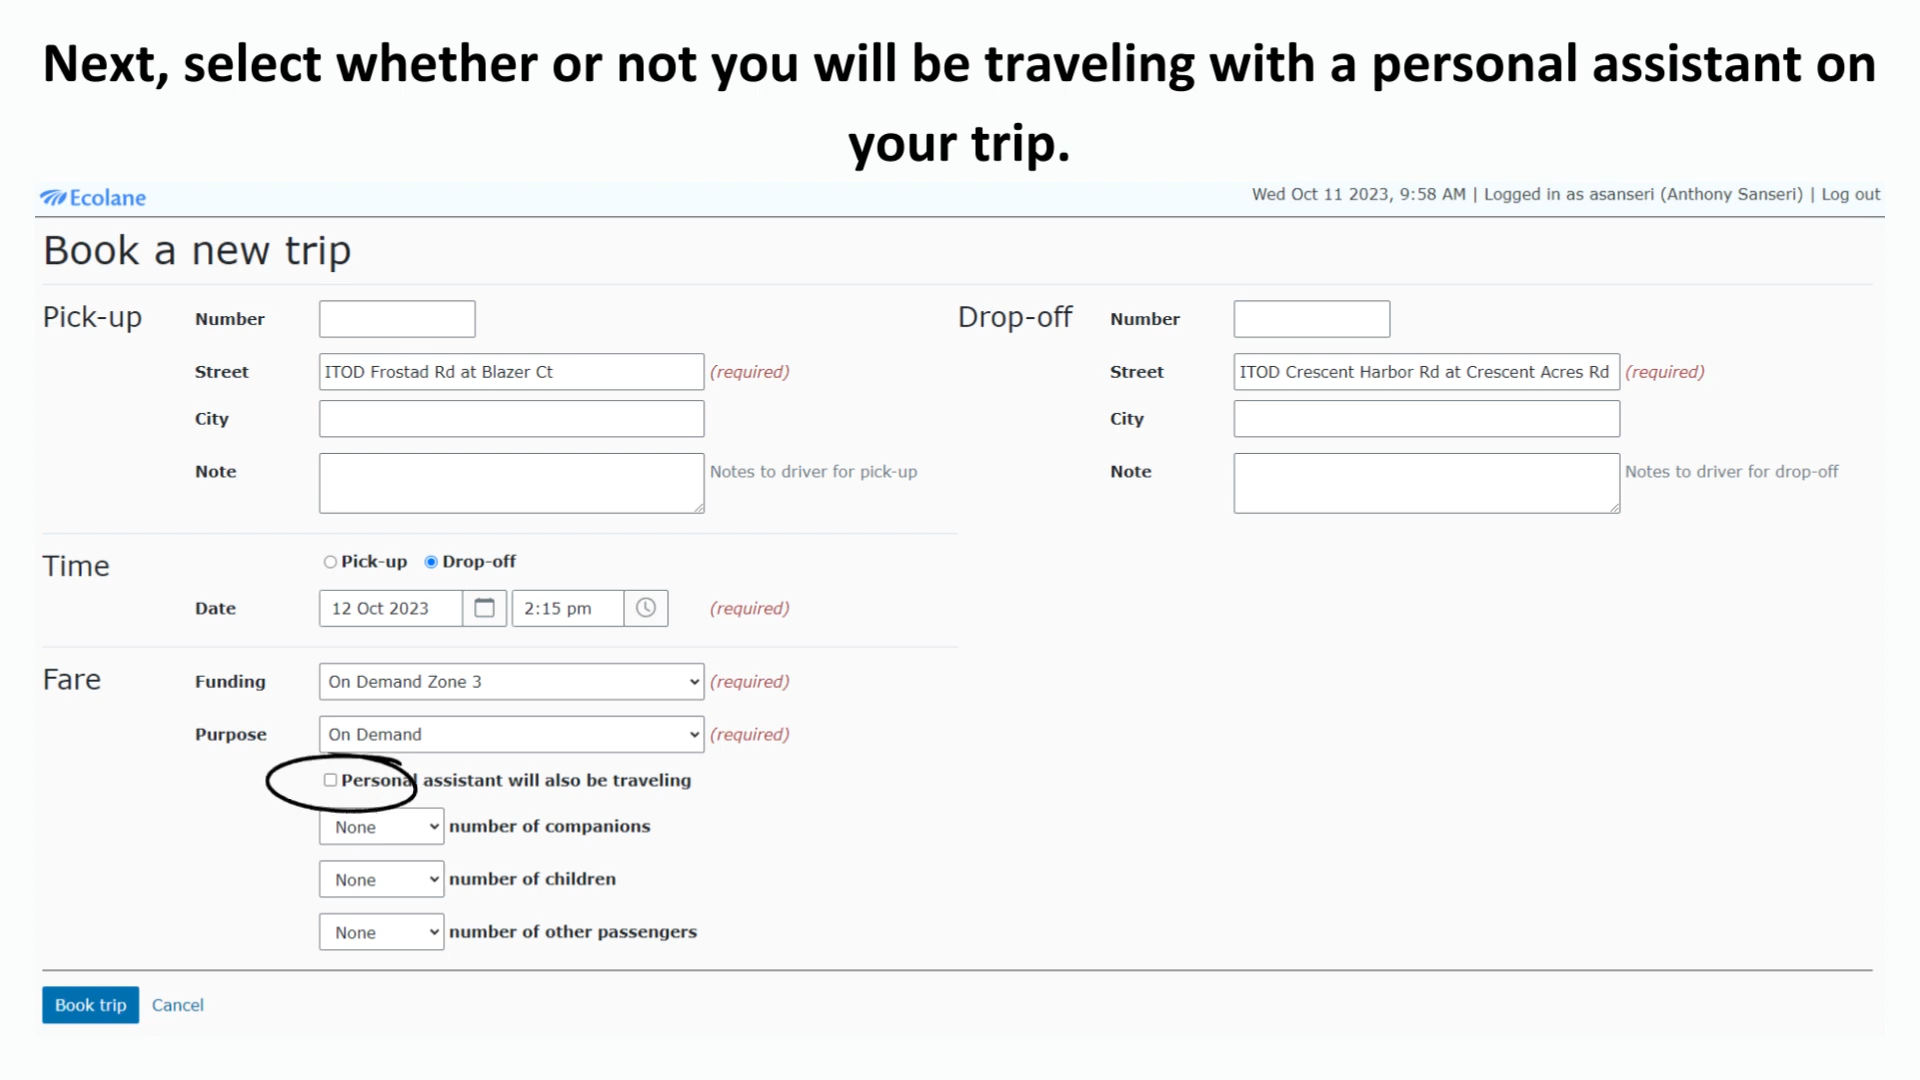 Next, select whether or not you will be traveling with a personal assistant on
your trip.
Ecolane
Wed Oct 11 2023, 9:58 AM | Logged in as asanseri (Anthony Sanseri) | Log out
Book a new trip
Pick-up
Number
Street ITOD Frostad Rd at Blazer Ct (required)
City
Note Notes to driver for pick-up
Drop-off
Number
Street ITOD Crescent Harbor Rd at Crescent Acres Rd (required)
City
Note Notes to driver for drop-off
Time
Pick-up Drop-off
Date 12 Oct 2023 2:15 pm (required)
Fare
Funding On Demand Zone 3 (required)
Purpose On Demand (required)
Personal assistant will also be traveling
None number of companions
None number of children
None number of other passengers
Book trip Cancel